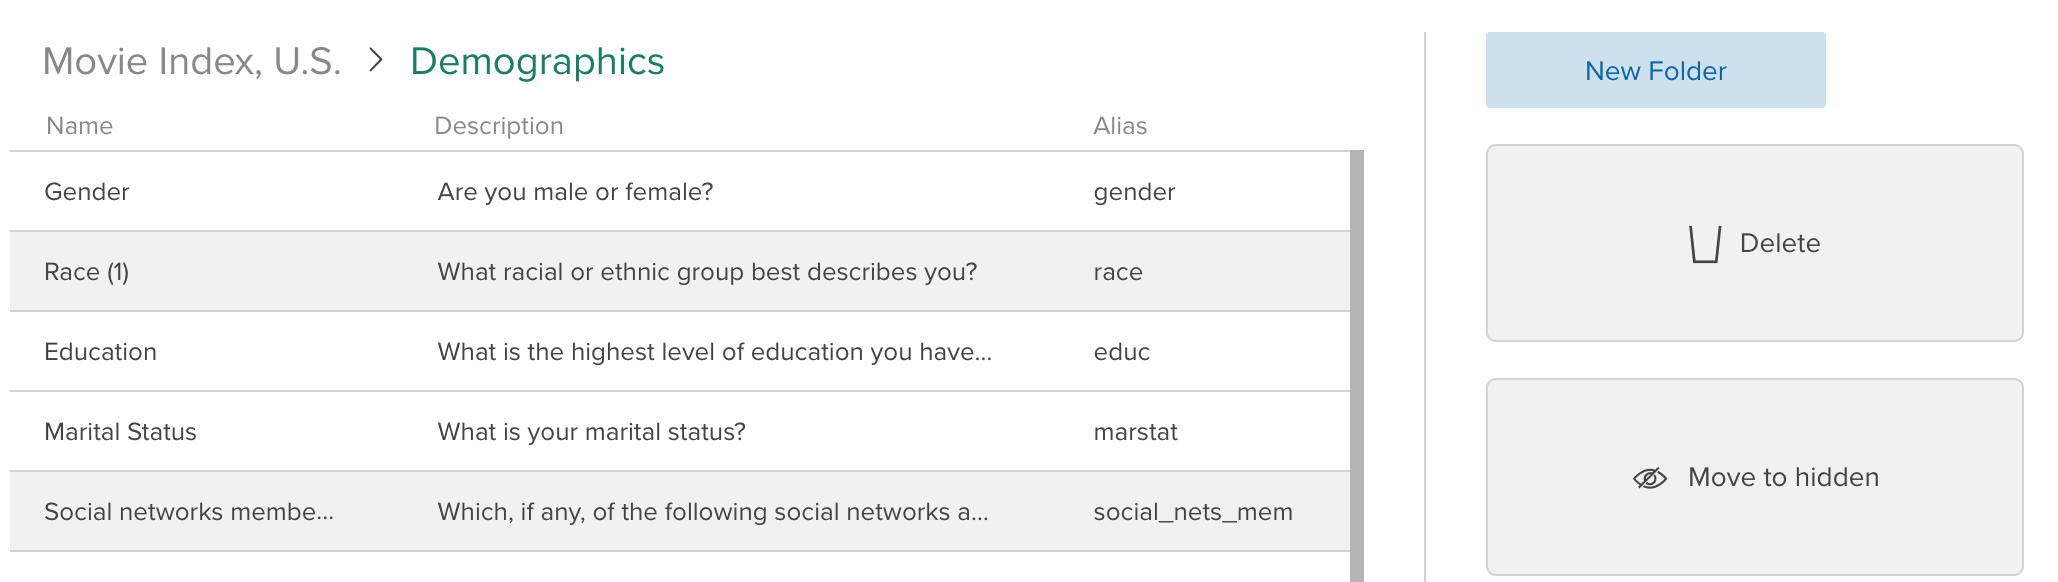 Movie Index, U.S. > Demographics
New Folder
Name Description Alias
Gender Are you male or female? gender
Race (1) What racial or ethnic group best describes you? race
Education What is the highest level of education you have... educ
Marital Status What is your marital status? marstat
Social networks membe... Which, if any, of the following social networks a... social_nets_mem
Delete
Move to hidden